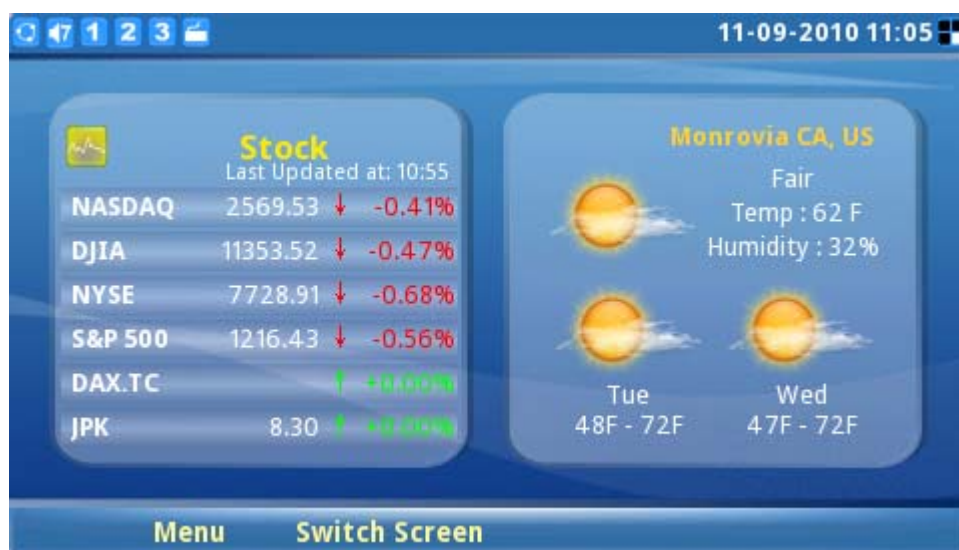 7 1 2 3
11-09-2010 11:05
Stock
Last Updated at: 10:55
NASDAQ 2569.53 -0.41%
DJIA 11353.52 -0.47%
NYSE 7728.91 -0.68%
S&P 500 1216.43 -0.56%
DAX.TC +0.00%
JPK 8.30 +0.00%
Monrovia CA, US
Fair
Temp : 62 F
Humidity : 32%
Tue
48F - 72F
Wed
47F - 72F
Menu Switch Screen